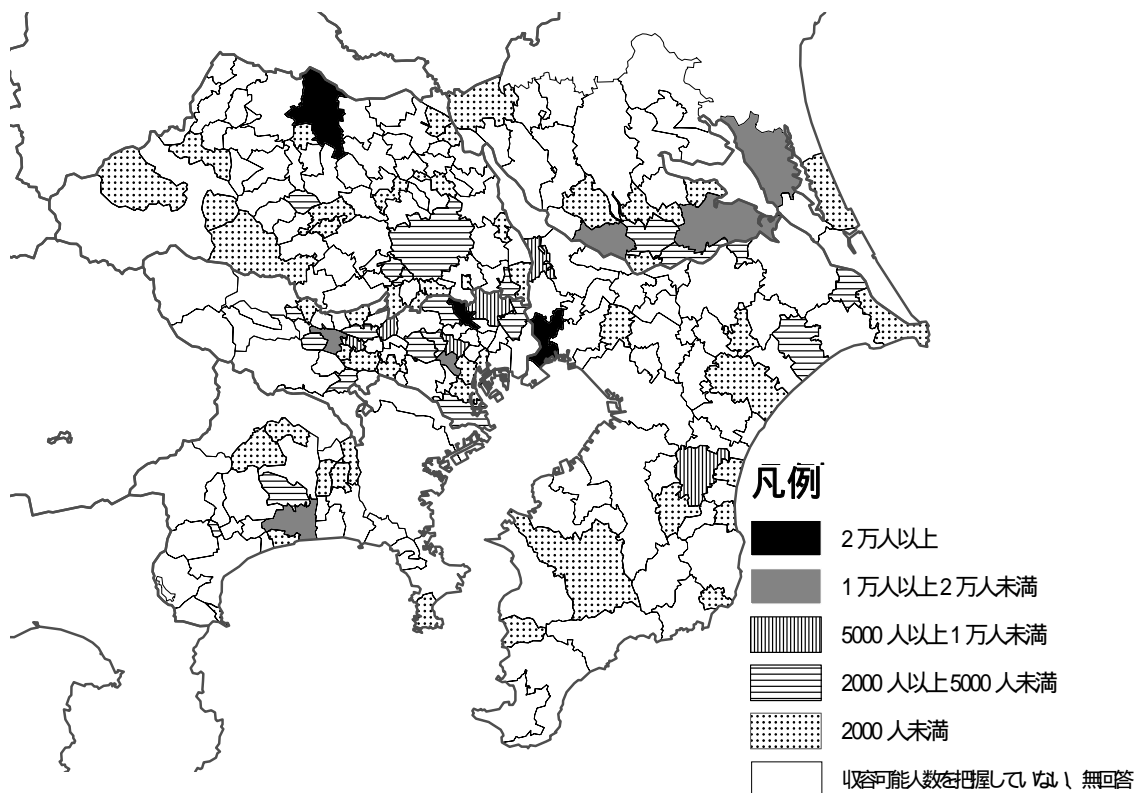 凡例
2万人以上
1万人以上2万人未満
5000人以上1万人未満
2000人以上5000人未満
2000人未満
収容可能人数を把握していない、無回答